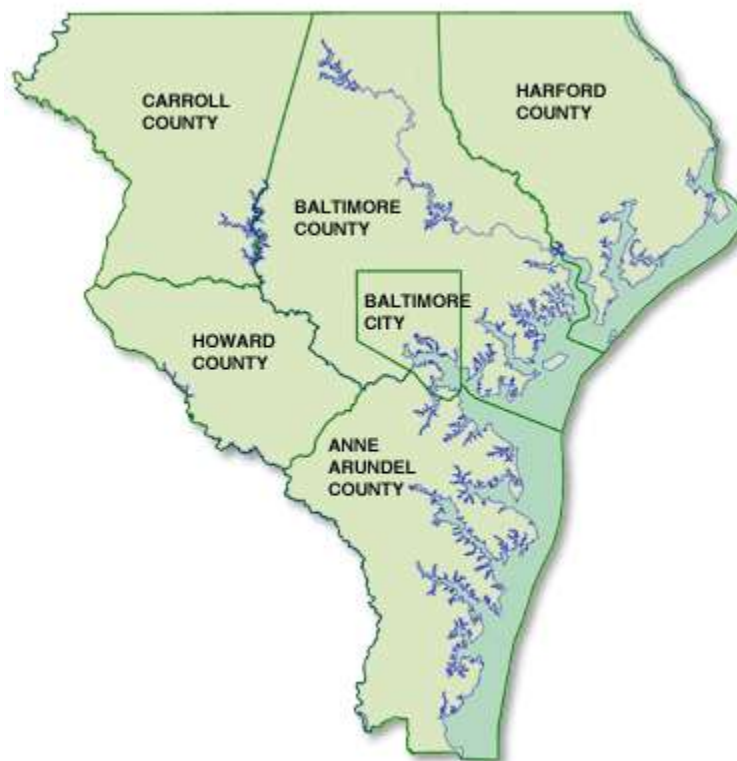 CARROLL
COUNTY
HARFORD
COUNTY
BALTIMORE
COUNTY
BALTIMORE
CITY
HOWARD
COUNTY
ANNE
ARUNDEL
COUNTY